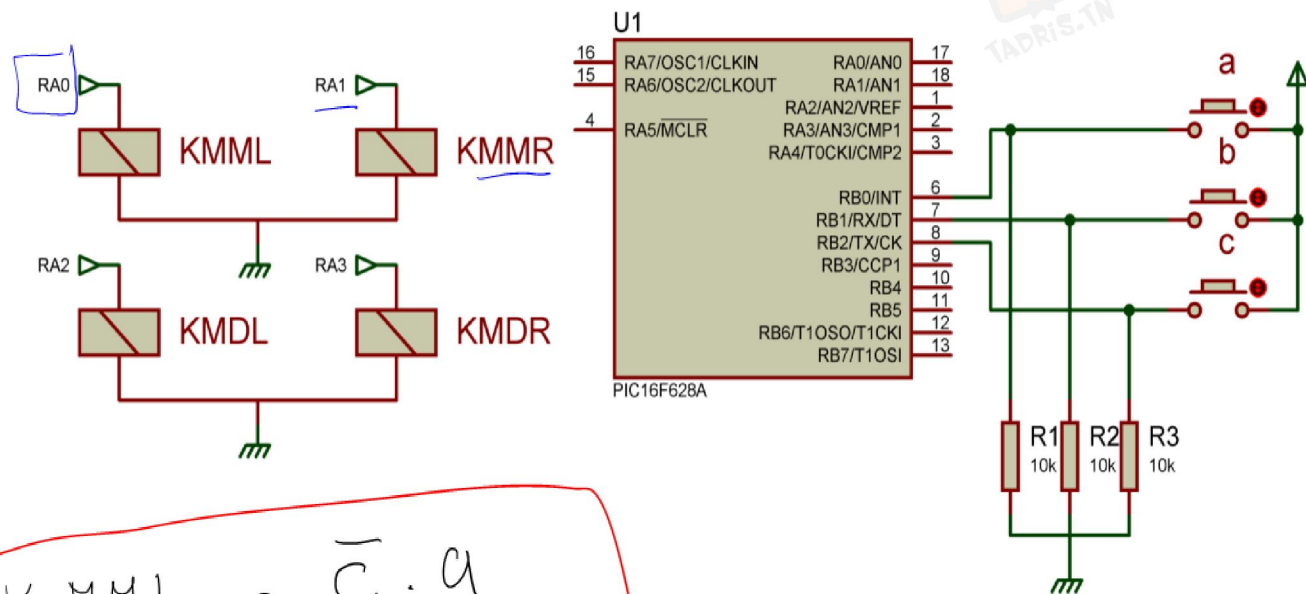 TADRIS.TN
U1
RA0
RA1
KMML
KMMR
RA2
RA3
KMDL
KMDR
16 RA7/OSC1/CLKIN
15 RA6/OSC2/CLKOUT
4 RA5/MCLR
RA0/AN0 17
RA1/AN1 18
RA2/AN2/VREF 1
RA3/AN3/CMP1 2
RA4/T0CKI/CMP2 3
RB0/INT 6
RB1/RX/DT 7
RB2/TX/CK 8
RB3/CCP1 9
RB4 10
RB5 11
RB6/T1OSO/T1CKI 12
RB7/T1OSI 13
PIC16F628A
a
b
c
R1
10k
R2
10k
R3
10k
= c̅ . a